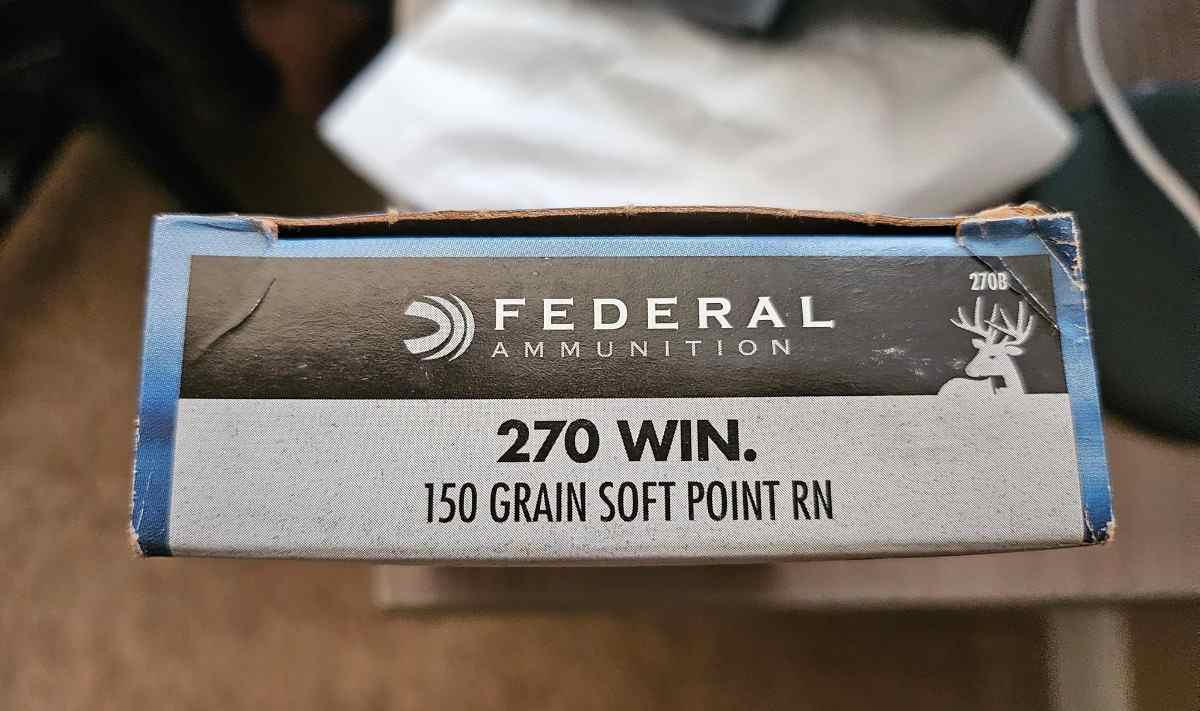 270B
FEDERAL
AMMUNITION
270 WIN.
150 GRAIN SOFT POINT RN